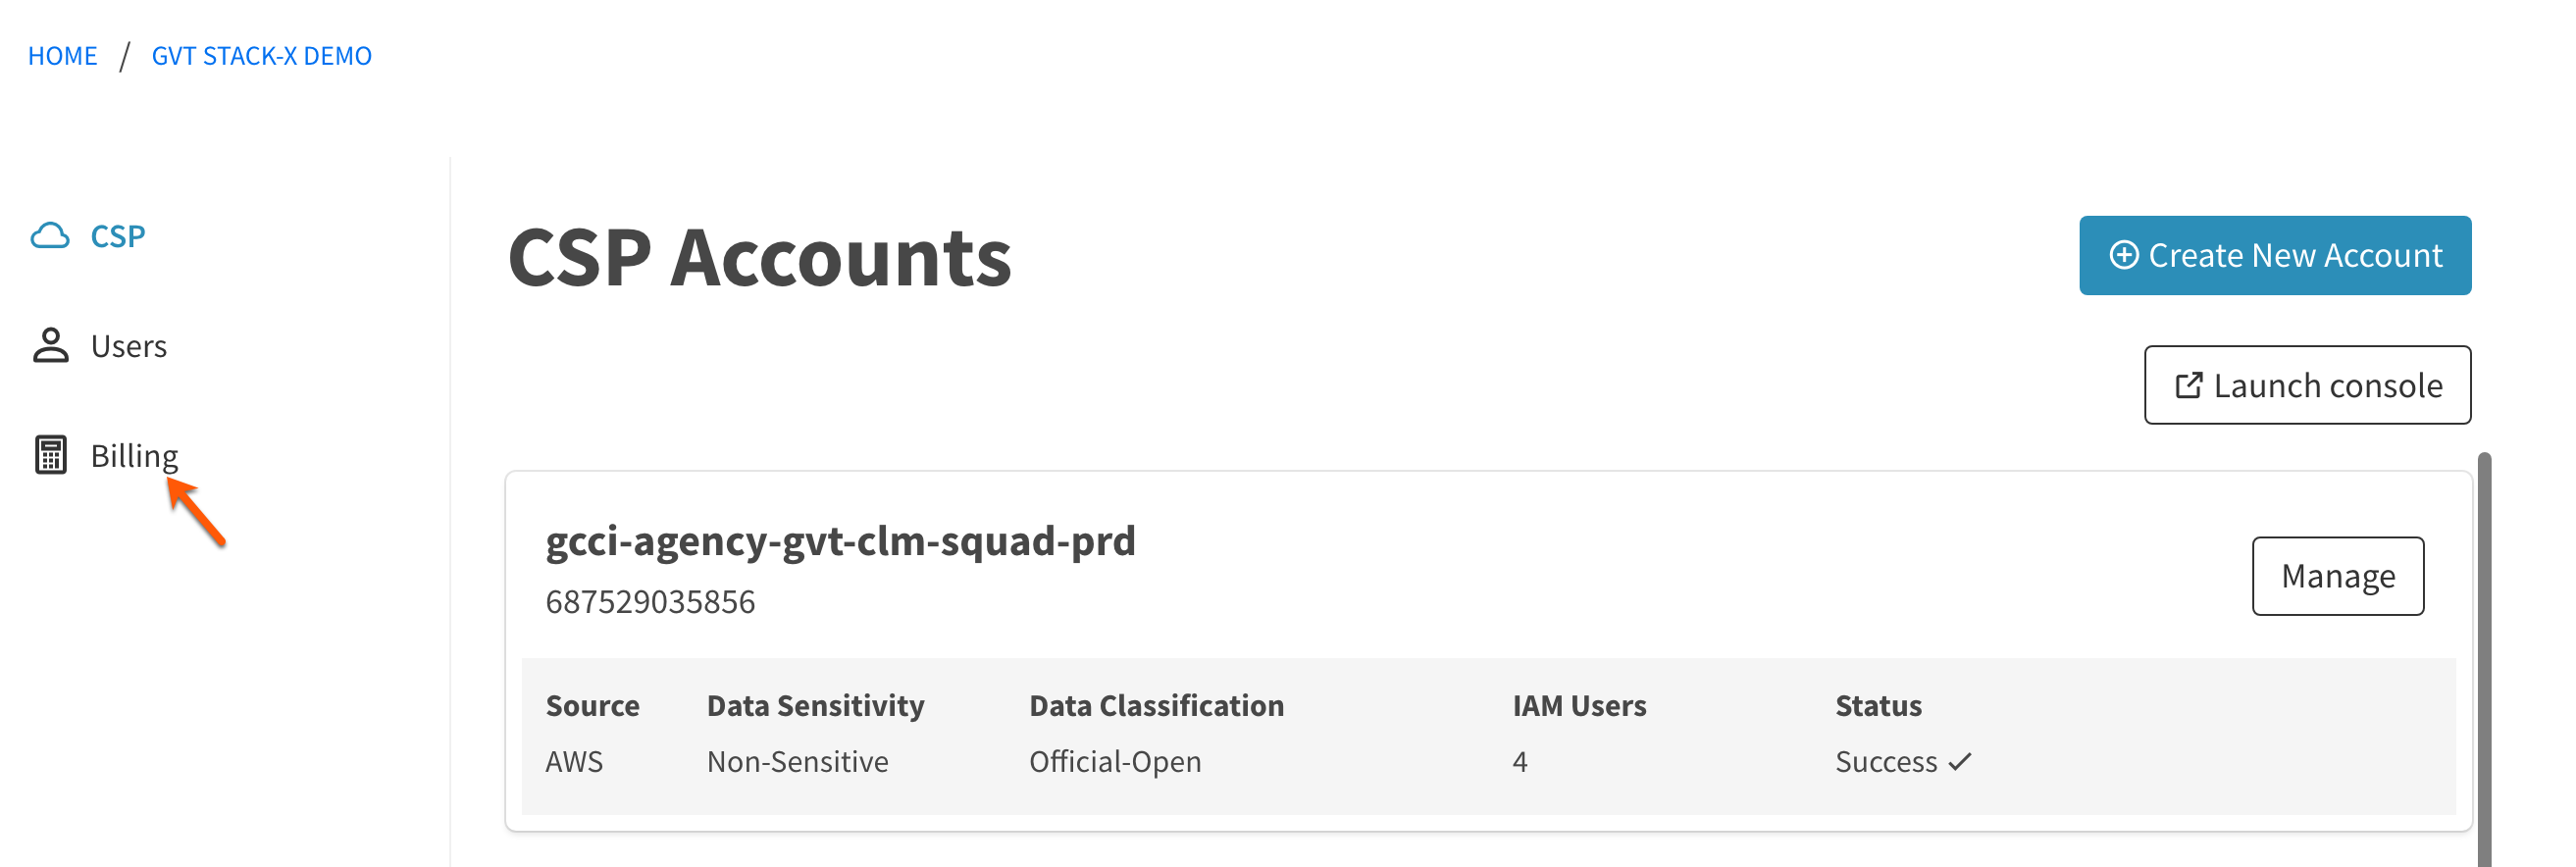 HOME / GVT STACK-X DEMO
CSP
Users
Billing
CSP Accounts
Create New Account
Launch console
gcci-agency-gvt-clm-squad-prd
687529035856
Manage
Source Data Sensitivity Data Classification IAM Users Status
AWS Non-Sensitive Official-Open 4 Success